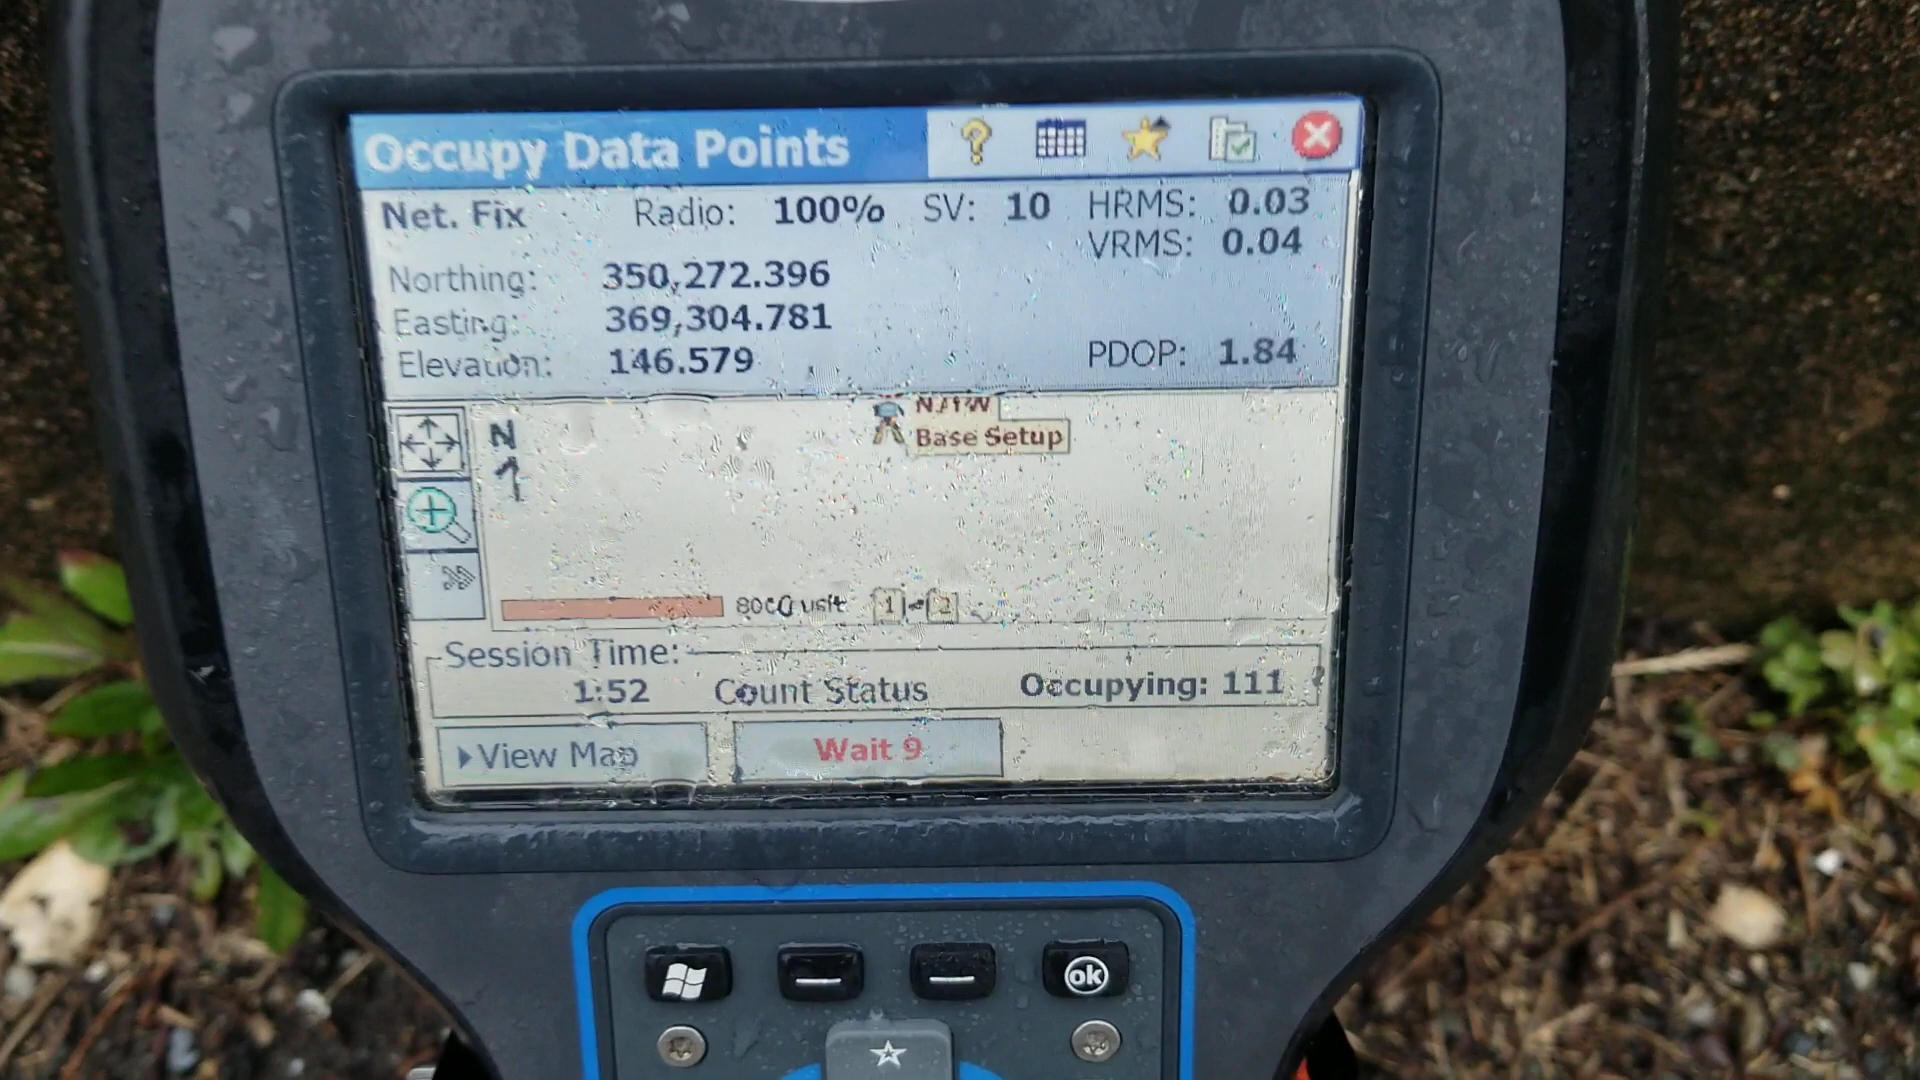 Occupy Data Points
Net. Fix Radio: 100% SV: 10 HRMS: 0.03
VRMS: 0.04
Northing: 350,272.396
Easting: 369,304.781
Elevation: 146.579 PDOP: 1.84
N
Base Setup
1 2
Session Time:
1:52 Count Status Occupying: 111
View Map Wait 9
ok